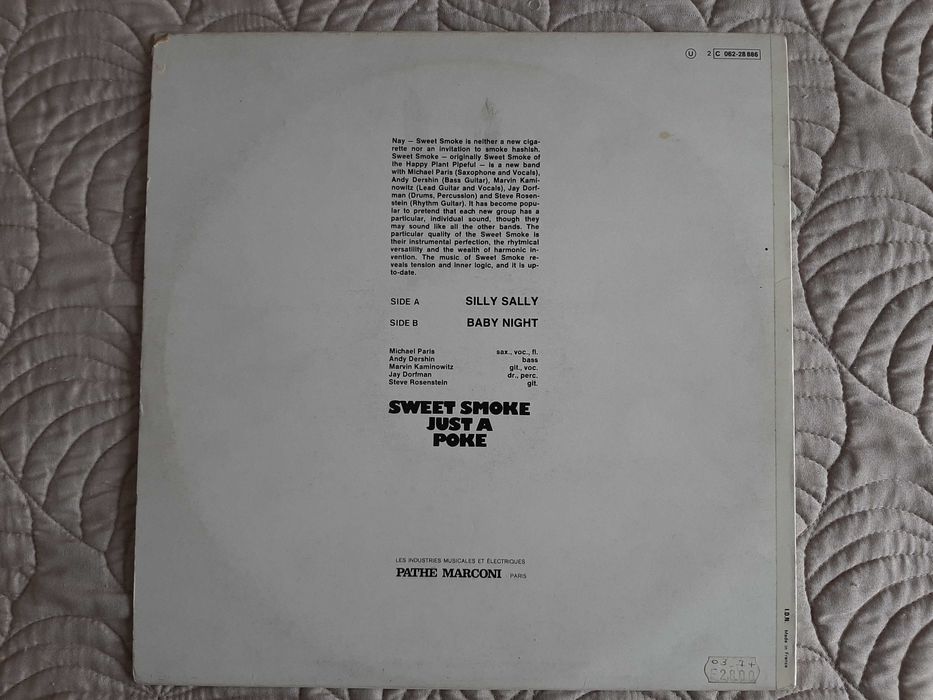 U 2 C 062-28 886
Nay — Sweet Smoke is neither a new ciga-
rette nor an invitation to smoke hashish.
Sweet Smoke — originally Sweet Smoke of
the Happy Plant Pipeful — is a new band
with Michael Paris (Saxophone and Vocals),
Andy Dershin (Bass Guitar), Marvin Kami-
nowitz (Lead Guitar and Vocals), Jay Dorf-
man (Drums, Percussion) and Steve Rosen-
stein (Rhythm Guitar). It has become popu-
lar to pretend that each new group has a
particular, individual sound, though they
may sound like all the other bands. The
particular quality of the Sweet Smoke is
their instrumental perfection, the rhytmical
versatility and the wealth of harmonic in-
vention. The music of Sweet Smoke re-
veals tension and inner logic, and it is up-
to-date.
SIDE A SILLY SALLY
SIDE B BABY NIGHT
Michael Paris sax., voc., fl.
Andy Dershin bass
Marvin Kaminowitz git., voc.
Jay Dorfman dr., perc.
Steve Rosenstein git.
SWEET SMOKE
JUST A
POKE
LES INDUSTRIES MUSICALES ET ÉLECTRIQUES
PATHE MARCONI PARIS
Made in France